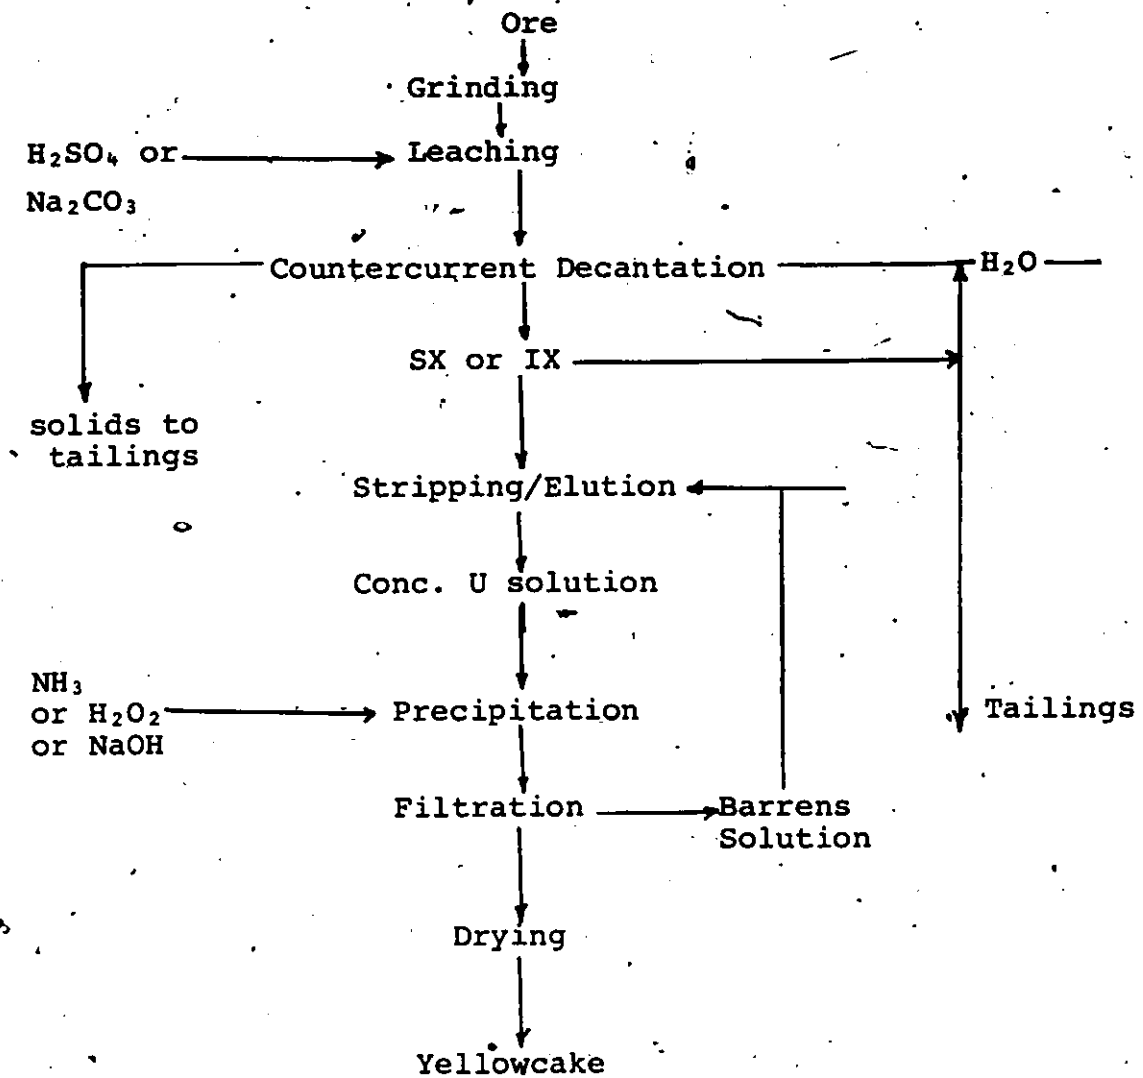 Ore
Grinding
H₂SO₄ or
Leaching
Na₂CO₃
Countercurrent Decantation
H₂O
SX or IX
solids to
tailings
Stripping/Elution
Conc. U solution
NH₃
or H₂O₂
or NaOH
Precipitation
Tailings
Filtration
Barrens
Solution
Drying
Yellowcake